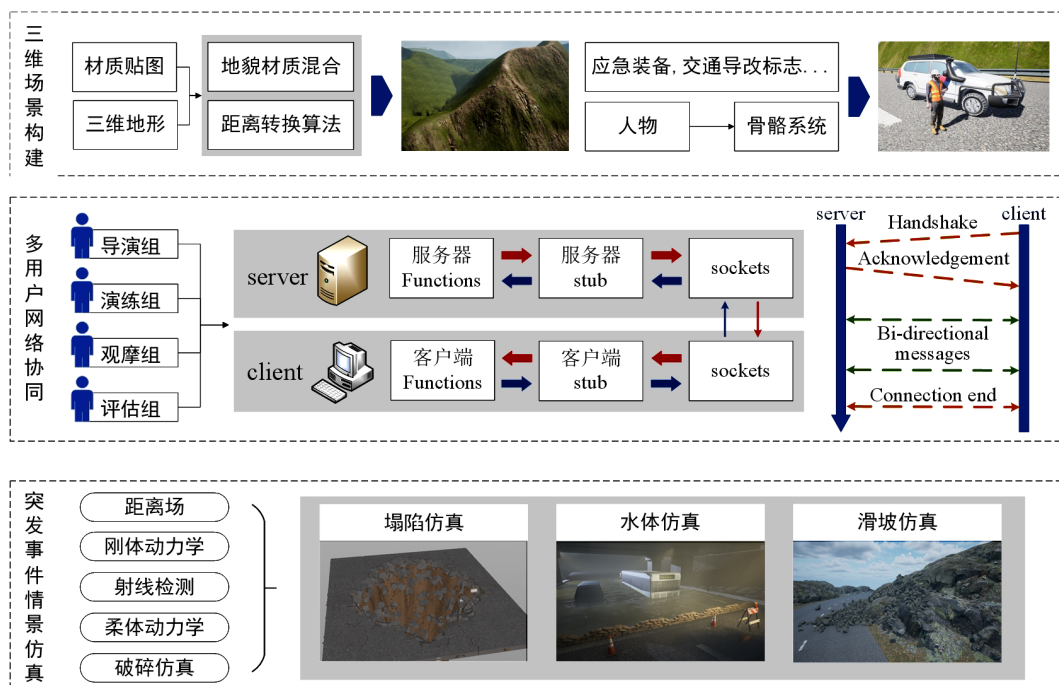 三维场景构建
材质贴图
三维地形
地貌材质混合
距离转换算法
应急装备,交通导改标志...
人物
骨骼系统
多用户网络协同
导演组
演练组
观摩组
评估组
server
服务器
Functions
服务器
stub
sockets
client
客户端
Functions
客户端
stub
sockets
server
client
Handshake
Acknowledgement
Bi-directional
messages
Connection end
突发事件情景仿真
距离场
刚体动力学
射线检测
柔体动力学
破碎仿真
塌陷仿真
水体仿真
滑坡仿真